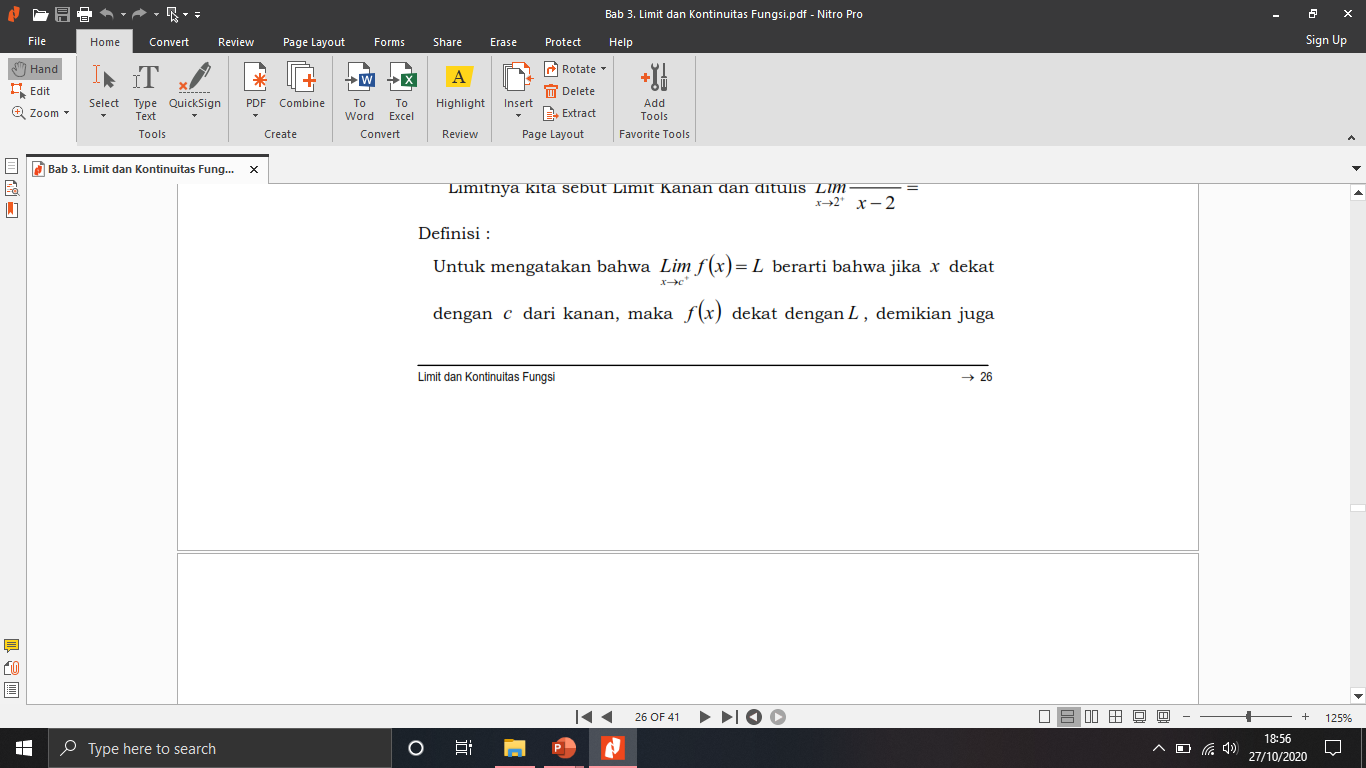 Bab 3. Limit dan Kontinuitas Fungsi.pdf - Nitro Pro
File Home Convert Review Page Layout Forms Share Erase Protect Help Sign Up
Hand
Edit
Zoom
Select
Type Text
QuickSign
Tools
PDF
Combine
Create
To Word
To Excel
Convert
A
Highlight
Review
Insert
Rotate
Delete
Extract
Page Layout
Add Tools
Favorite Tools
Bab 3. Limit dan Kontinuitas Fung...
Limitnya kita sebut Limit Kanan dan ditulis Lim x→2⁺ x − 2 =
Definisi :
Untuk mengatakan bahwa Lim x→c⁺ f(x) = L berarti bahwa jika x dekat
dengan c dari kanan, maka f(x) dekat dengan L , demikian juga
Limit dan Kontinuitas Fungsi → 26
26 OF 41
125%
Type here to search
18:56
27/10/2020